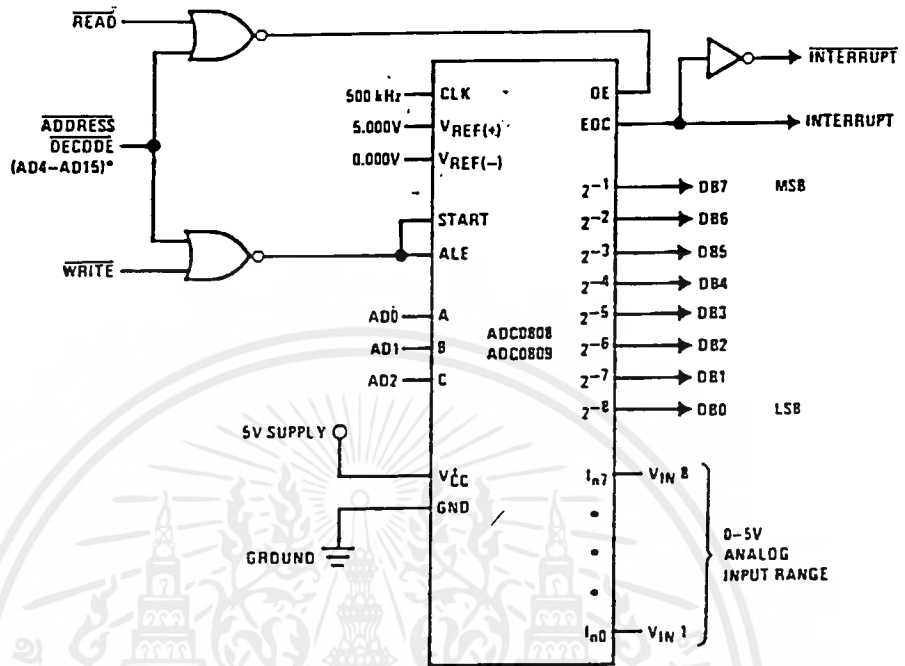 READ
500 kHz
CLK
OE
INTERRUPT
5.000V
VREF(+)
EOC
INTERRUPT
ADDRESS
DECODE
(AD4-AD15)*
0.000V
VREF(-)
2-1
DB7
MSB
2-2
DB6
START
2-3
DB5
ALE
2-4
DB4
WRITE
2-5
DB3
AD0
A
ADC0808
ADC0809
2-6
DB2
AD1
B
2-7
DB1
AD2
C
2-8
DB0
LSB
5V SUPPLY
VCC
In7
VIN 8
GND
0-5V
ANALOG
INPUT RANGE
GROUND
In0
VIN 1